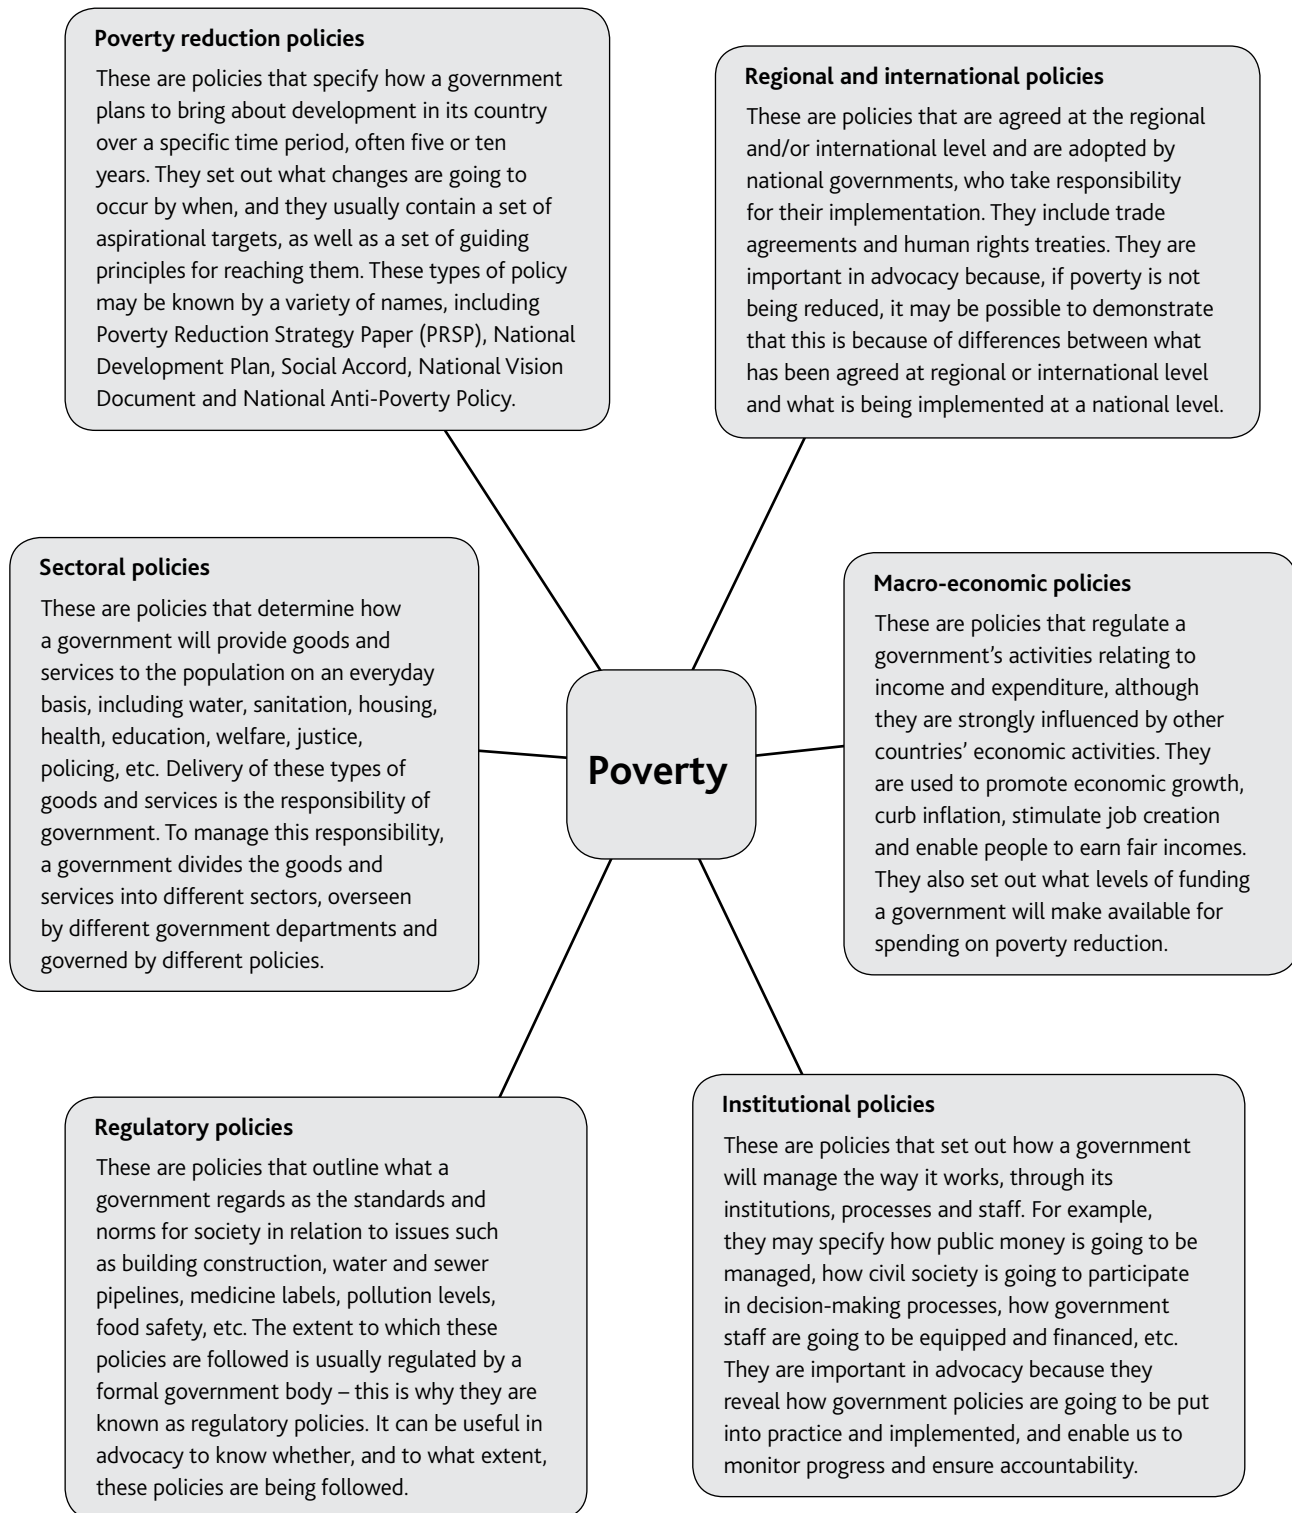 Poverty reduction policies
These are policies that specify how a government
plans to bring about development in its country
over a specific time period, often five or ten
years. They set out what changes are going to
occur by when, and they usually contain a set of
aspirational targets, as well as a set of guiding
principles for reaching them. These types of policy
may be known by a variety of names, including
Poverty Reduction Strategy Paper (PRSP), National
Development Plan, Social Accord, National Vision
Document and National Anti-Poverty Policy.
Regional and international policies
These are policies that are agreed at the regional
and/or international level and are adopted by
national governments, who take responsibility
for their implementation. They include trade
agreements and human rights treaties. They are
important in advocacy because, if poverty is not
being reduced, it may be possible to demonstrate
that this is because of differences between what
has been agreed at regional or international level
and what is being implemented at a national level.
Sectoral policies
These are policies that determine how
a government will provide goods and
services to the population on an everyday
basis, including water, sanitation, housing,
health, education, welfare, justice,
policing, etc. Delivery of these types of
goods and services is the responsibility of
government. To manage this responsibility,
a government divides the goods and
services into different sectors, overseen
by different government departments and
governed by different policies.
Poverty
Macro-economic policies
These are policies that regulate a
government’s activities relating to
income and expenditure, although
they are strongly influenced by other
countries’ economic activities. They
are used to promote economic growth,
curb inflation, stimulate job creation
and enable people to earn fair incomes.
They also set out what levels of funding
a government will make available for
spending on poverty reduction.
Regulatory policies
These are policies that outline what a
government regards as the standards and
norms for society in relation to issues such
as building construction, water and sewer
pipelines, medicine labels, pollution levels,
food safety, etc. The extent to which these
policies are followed is usually regulated by a
formal government body – this is why they are
known as regulatory policies. It can be useful in
advocacy to know whether, and to what extent,
these policies are being followed.
Institutional policies
These are policies that set out how a government
will manage the way it works, through its
institutions, processes and staff. For example,
they may specify how public money is going to be
managed, how civil society is going to participate
in decision-making processes, how government
staff are going to be equipped and financed, etc.
They are important in advocacy because they
reveal how government policies are going to be put
into practice and implemented, and enable us to
monitor progress and ensure accountability.